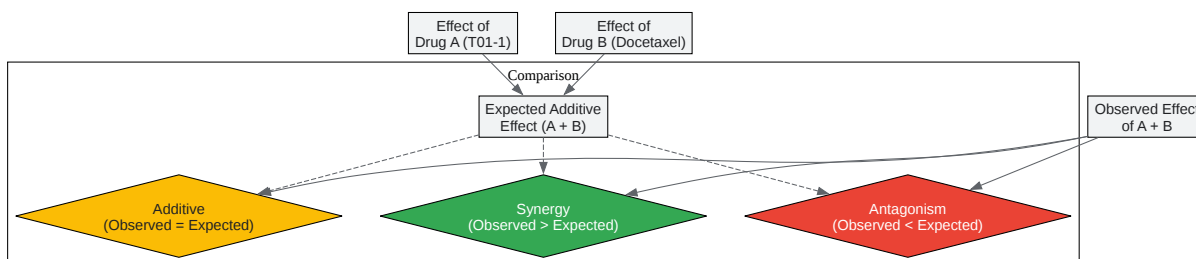 Effect of
Drug A (T01-1)
Effect of
Drug B (Docetaxel)
Comparison
Expected Additive
Effect (A + B)
Observed Effect
of A + B
Additive
(Observed = Expected)
Synergy
(Observed > Expected)
Antagonism
(Observed < Expected)